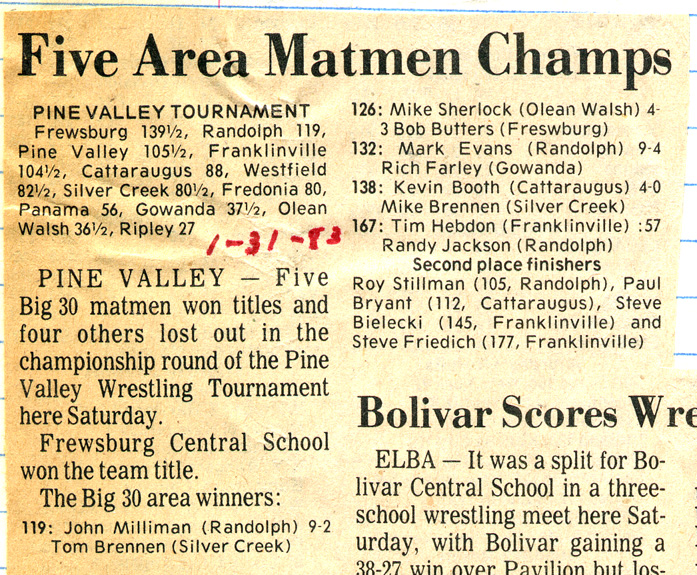 Five Area Matmen Champs
PINE VALLEY TOURNAMENT
Frewsburg 139½, Randolph 119,
Pine Valley 105½, Franklinville
104½, Cattaraugus 88, Westfield
82½, Silver Creek 80½, Fredonia 80,
Panama 56, Gowanda 37½, Olean
Walsh 36½, Ripley 27
1-31-83
PINE VALLEY — Five
Big 30 matmen won titles and
four others lost out in the
championship round of the Pine
Valley Wrestling Tournament
here Saturday.
Frewsburg Central School
won the team title.
The Big 30 area winners:
119: John Milliman (Randolph) 9-2
Tom Brennen (Silver Creek)
126: Mike Sherlock (Olean Walsh) 4-
3 Bob Butters (Freswburg)
132: Mark Evans (Randolph) 9-4
Rich Farley (Gowanda)
138: Kevin Booth (Cattaraugus) 4-0
Mike Brennen (Silver Creek)
167: Tim Hebdon (Franklinville) :57
Randy Jackson (Randolph)
Second place finishers
Roy Stillman (105, Randolph), Paul
Bryant (112, Cattaraugus), Steve
Bielecki (145, Franklinville) and
Steve Friedich (177, Franklinville)
Bolivar Scores Wre
ELBA — It was a split for Bo-
livar Central School in a three-
school wrestling meet here Sat-
urday, with Bolivar gaining a
38-27 win over Pavilion but los-